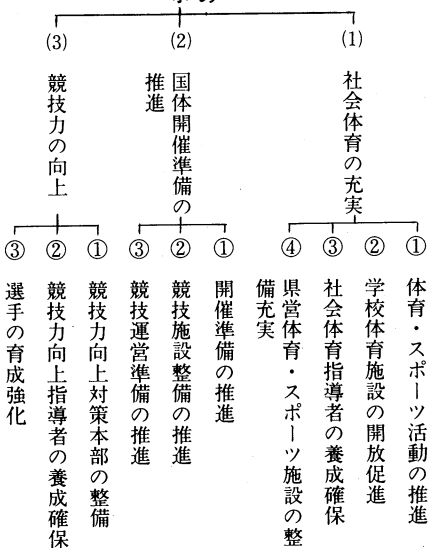 (1)
社会体育の充実
①
体育・スポーツ活動の推進
②
学校体育施設の開放促進
③
社会体育指導者の養成確保
④
県営体育・スポーツ施設の整
備充実
(2)
国体開催準備の
推進
①
開催準備の推進
②
競技施設整備の推進
③
競技運営準備の推進
(3)
競技力の向上
①
競技力向上対策本部の整備
②
競技力向上指導者の養成確保
③
選手の育成強化